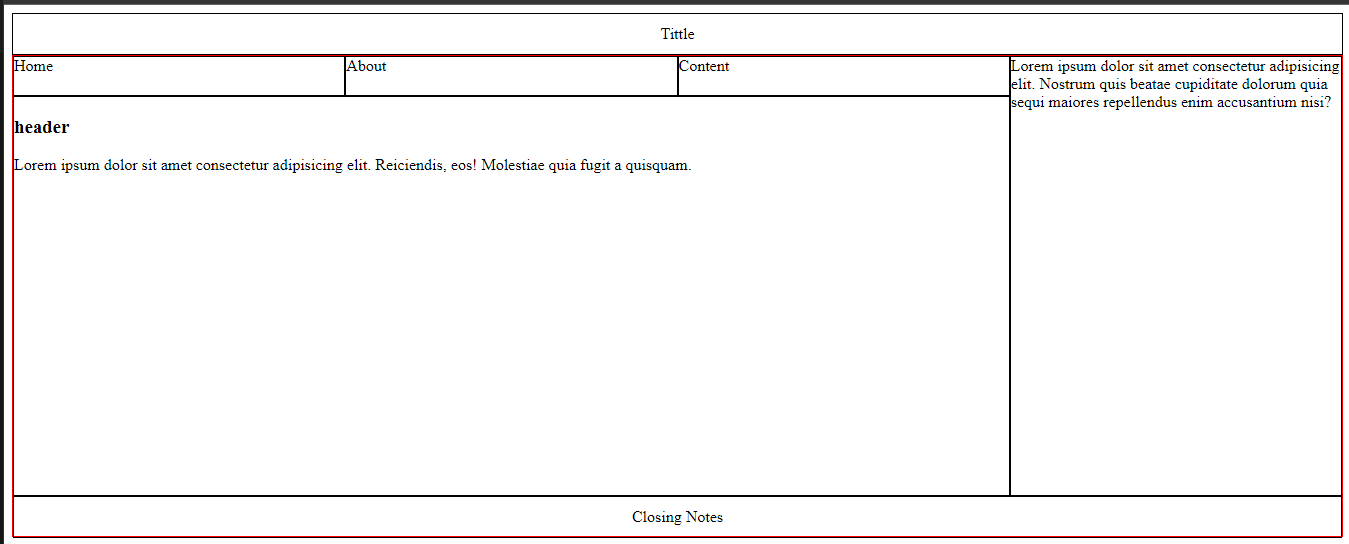 Tittle
Home
About
Content
Lorem ipsum dolor sit amet consectetur adipisicing
elit. Nostrum quis beatae cupiditate dolorum quia
sequi maiores repellendus enim accusantium nisi?
header
Lorem ipsum dolor sit amet consectetur adipisicing elit. Reiciendis, eos! Molestiae quia fugit a quisquam.
Closing Notes